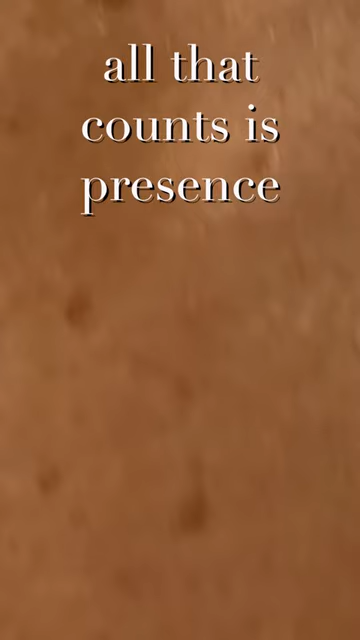 all that
counts is
presence